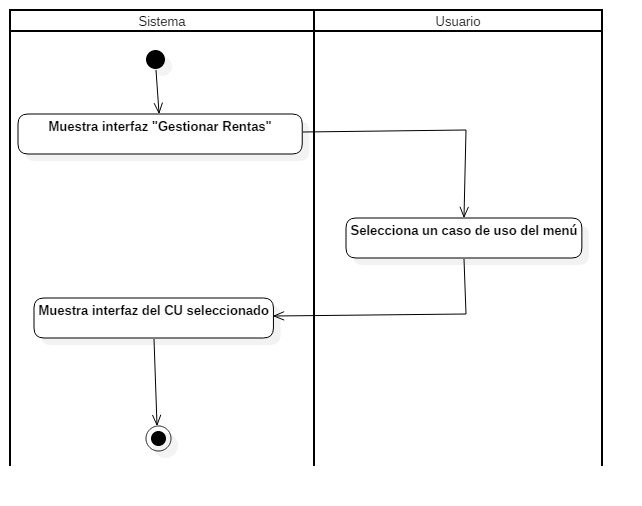 Sistema
Usuario
Muestra interfaz "Gestionar Rentas"
Selecciona un caso de uso del menú
Muestra interfaz del CU seleccionado